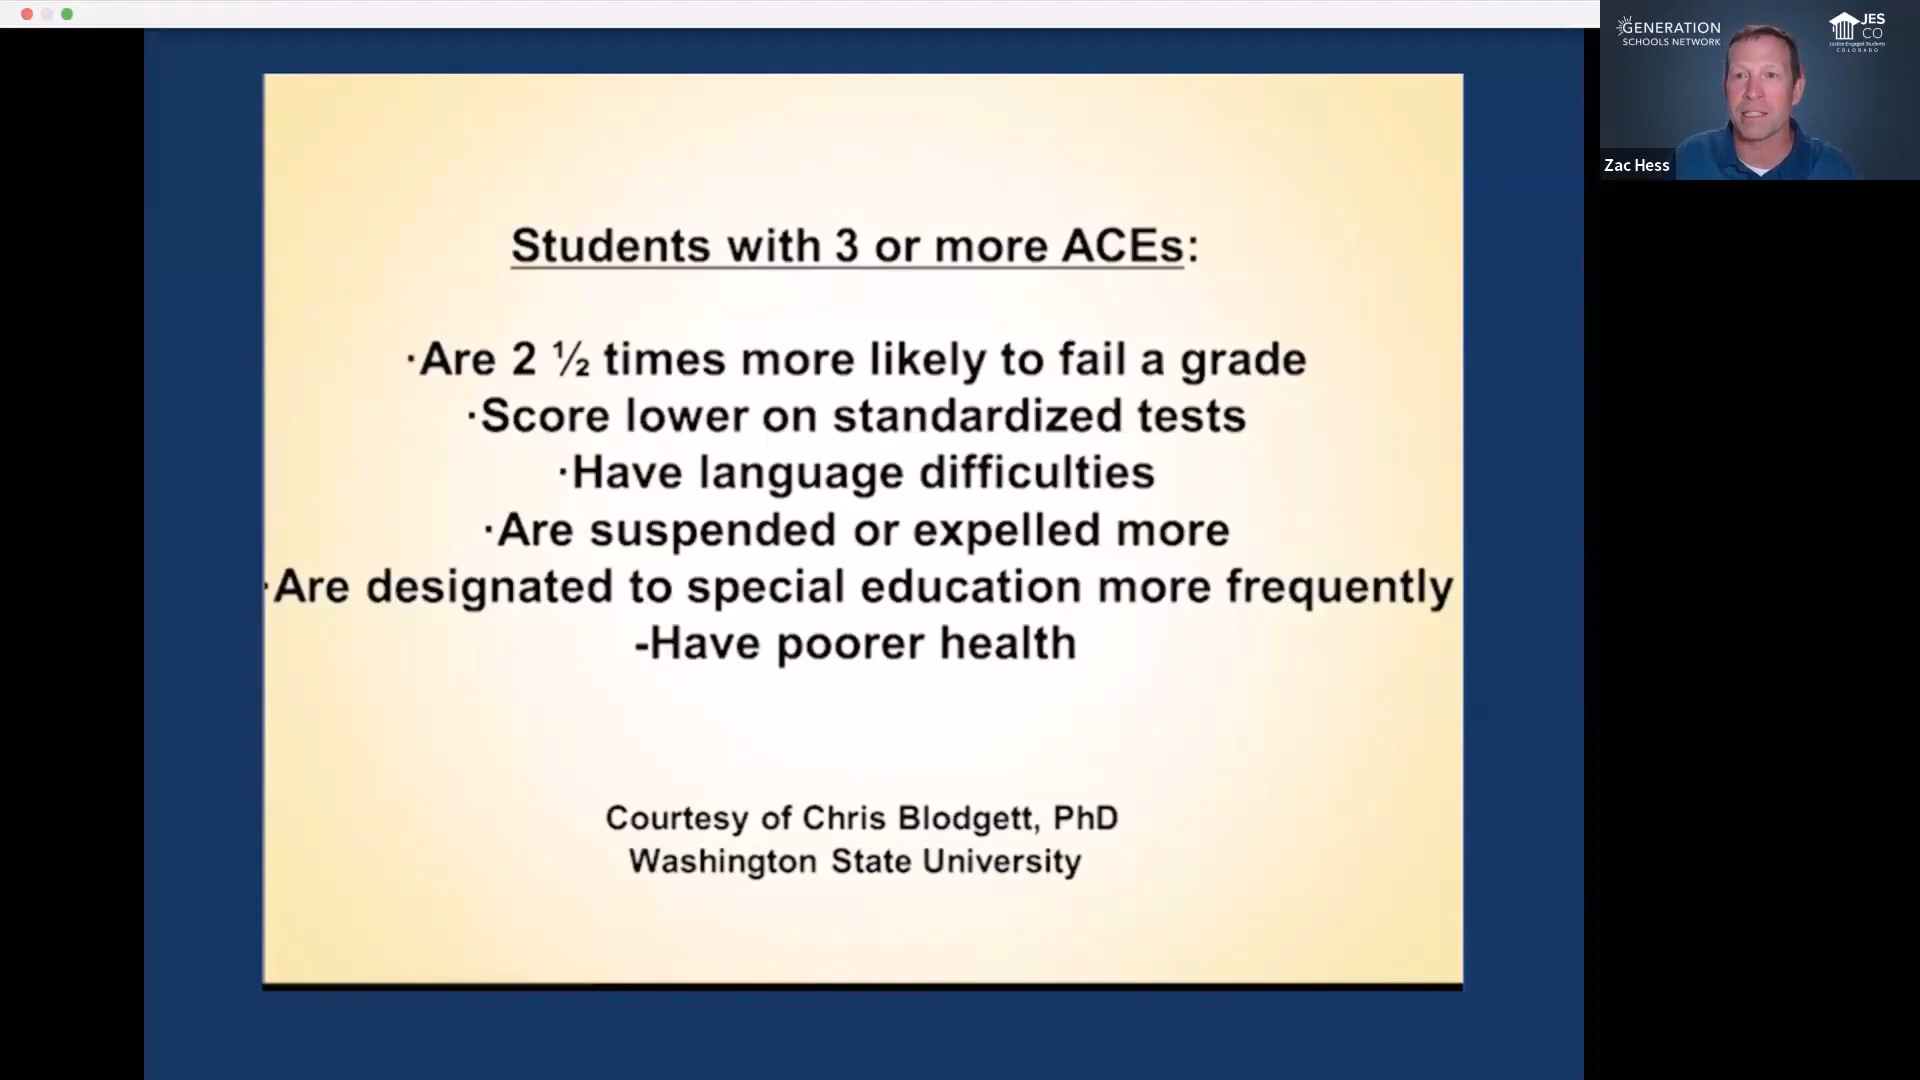 Students with 3 or more ACEs:
·Are 2 ½ times more likely to fail a grade
·Score lower on standardized tests
·Have language difficulties
·Are suspended or expelled more
·Are designated to special education more frequently
-Have poorer health
Courtesy of Chris Blodgett, PhD
Washington State University
GENERATION
SCHOOLS NETWORK
JES
CO
Justice Engaged Students
COLORADO
Zac Hess